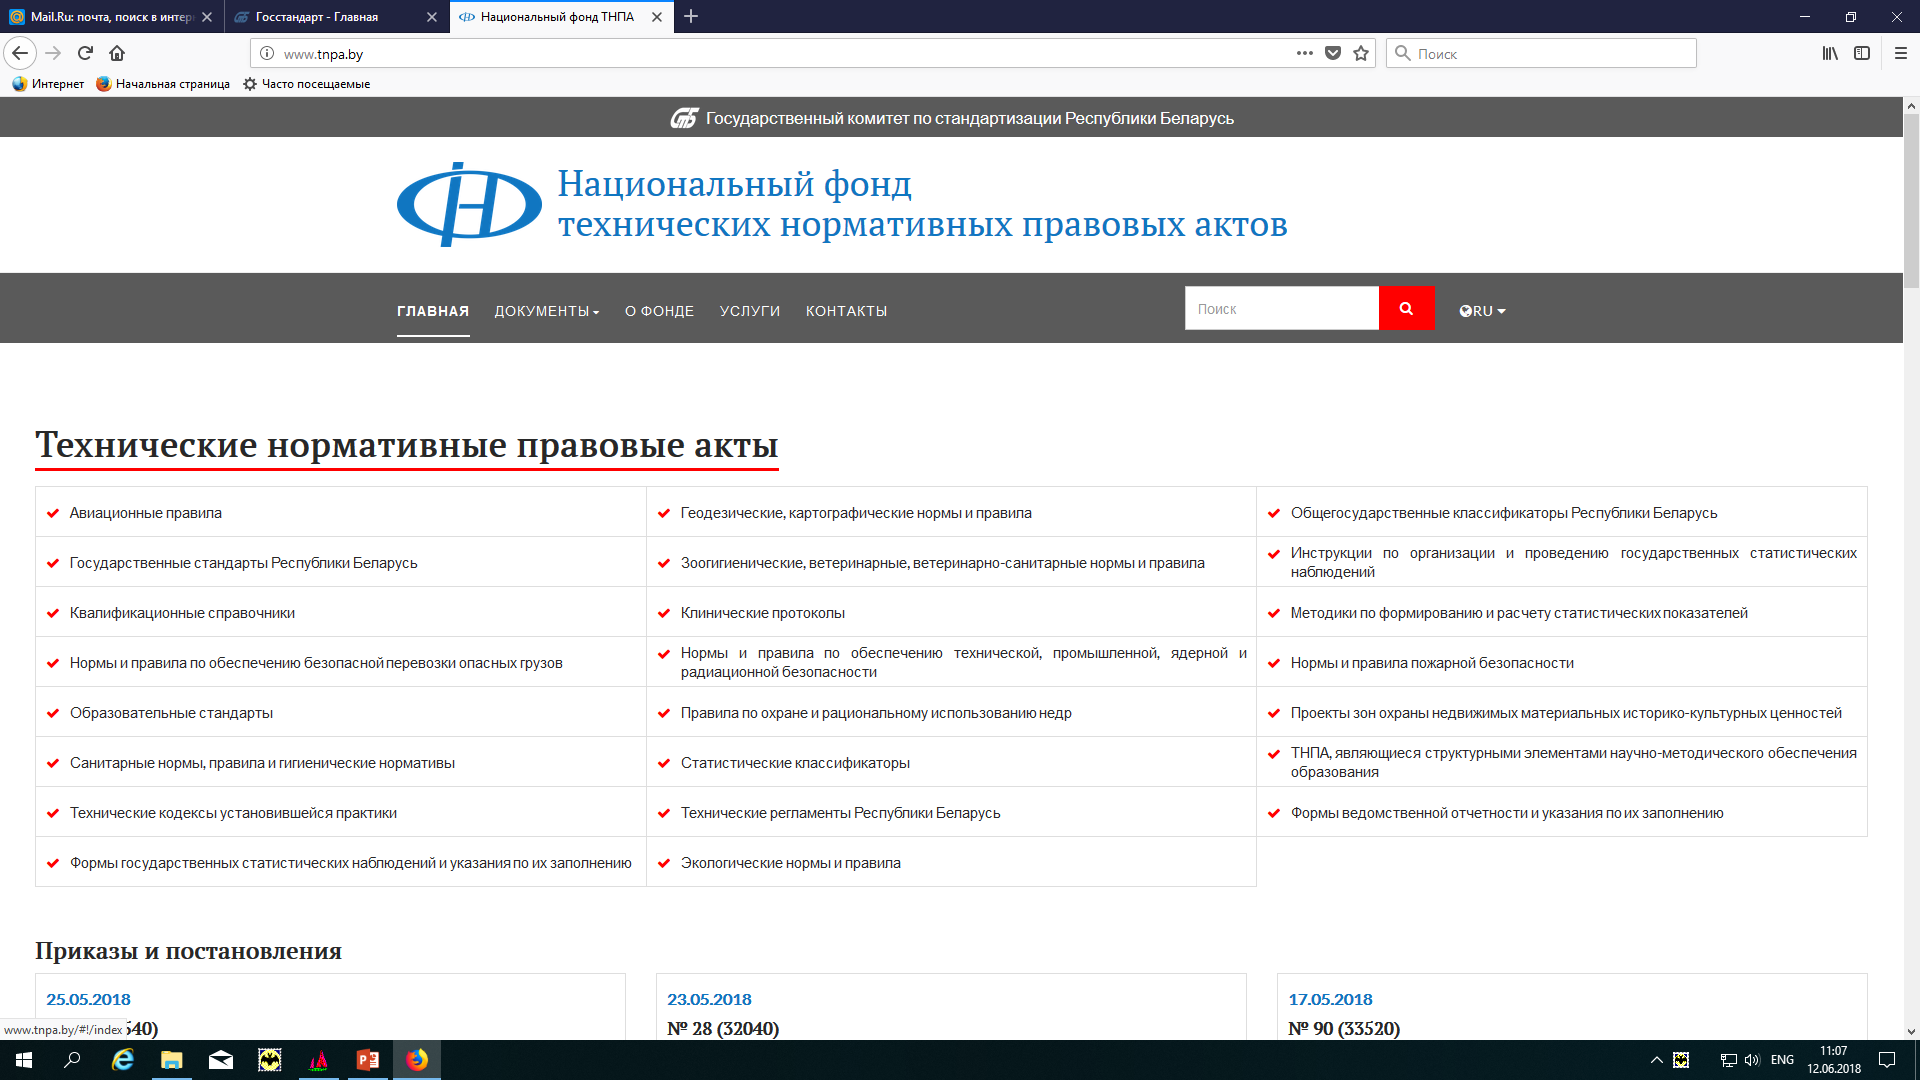 Mail.Ru: почта, поиск в интер
Госстандарт - Главная
Национальный фонд ТНПА
www.tnpa.by
Поиск
Интернет
Начальная страница
Часто посещаемые
Государственный комитет по стандартизации Республики Беларусь
Национальный фонд
технических нормативных правовых актов
ГЛАВНАЯ
ДОКУМЕНТЫ
О ФОНДЕ
УСЛУГИ
КОНТАКТЫ
Поиск
RU
Технические нормативные правовые акты
Авиационные правила
Геодезические, картографические нормы и правила
Общегосударственные классификаторы Республики Беларусь
Государственные стандарты Республики Беларусь
Зоогигиенические, ветеринарные, ветеринарно-санитарные нормы и правила
Инструкции по организации и проведению государственных статистических
наблюдений
Квалификационные справочники
Клинические протоколы
Методики по формированию и расчету статистических показателей
Нормы и правила по обеспечению безопасной перевозки опасных грузов
Нормы и правила по обеспечению технической, промышленной, ядерной и
радиационной безопасности
Нормы и правила пожарной безопасности
Образовательные стандарты
Правила по охране и рациональному использованию недр
Проекты зон охраны недвижимых материальных историко-культурных ценностей
Санитарные нормы, правила и гигиенические нормативы
Статистические классификаторы
ТНПА, являющиеся структурными элементами научно-методического обеспечения
образования
Технические кодексы установившейся практики
Технические регламенты Республики Беларусь
Формы ведомственной отчетности и указания по их заполнению
Формы государственных статистических наблюдений и указания по их заполнению
Экологические нормы и правила
Приказы и постановления
25.05.2018
23.05.2018
17.05.2018
№ 28 (32040)
№ 90 (33520)
www.tnpa.by/#!/index
ENG
11:07
12.06.2018